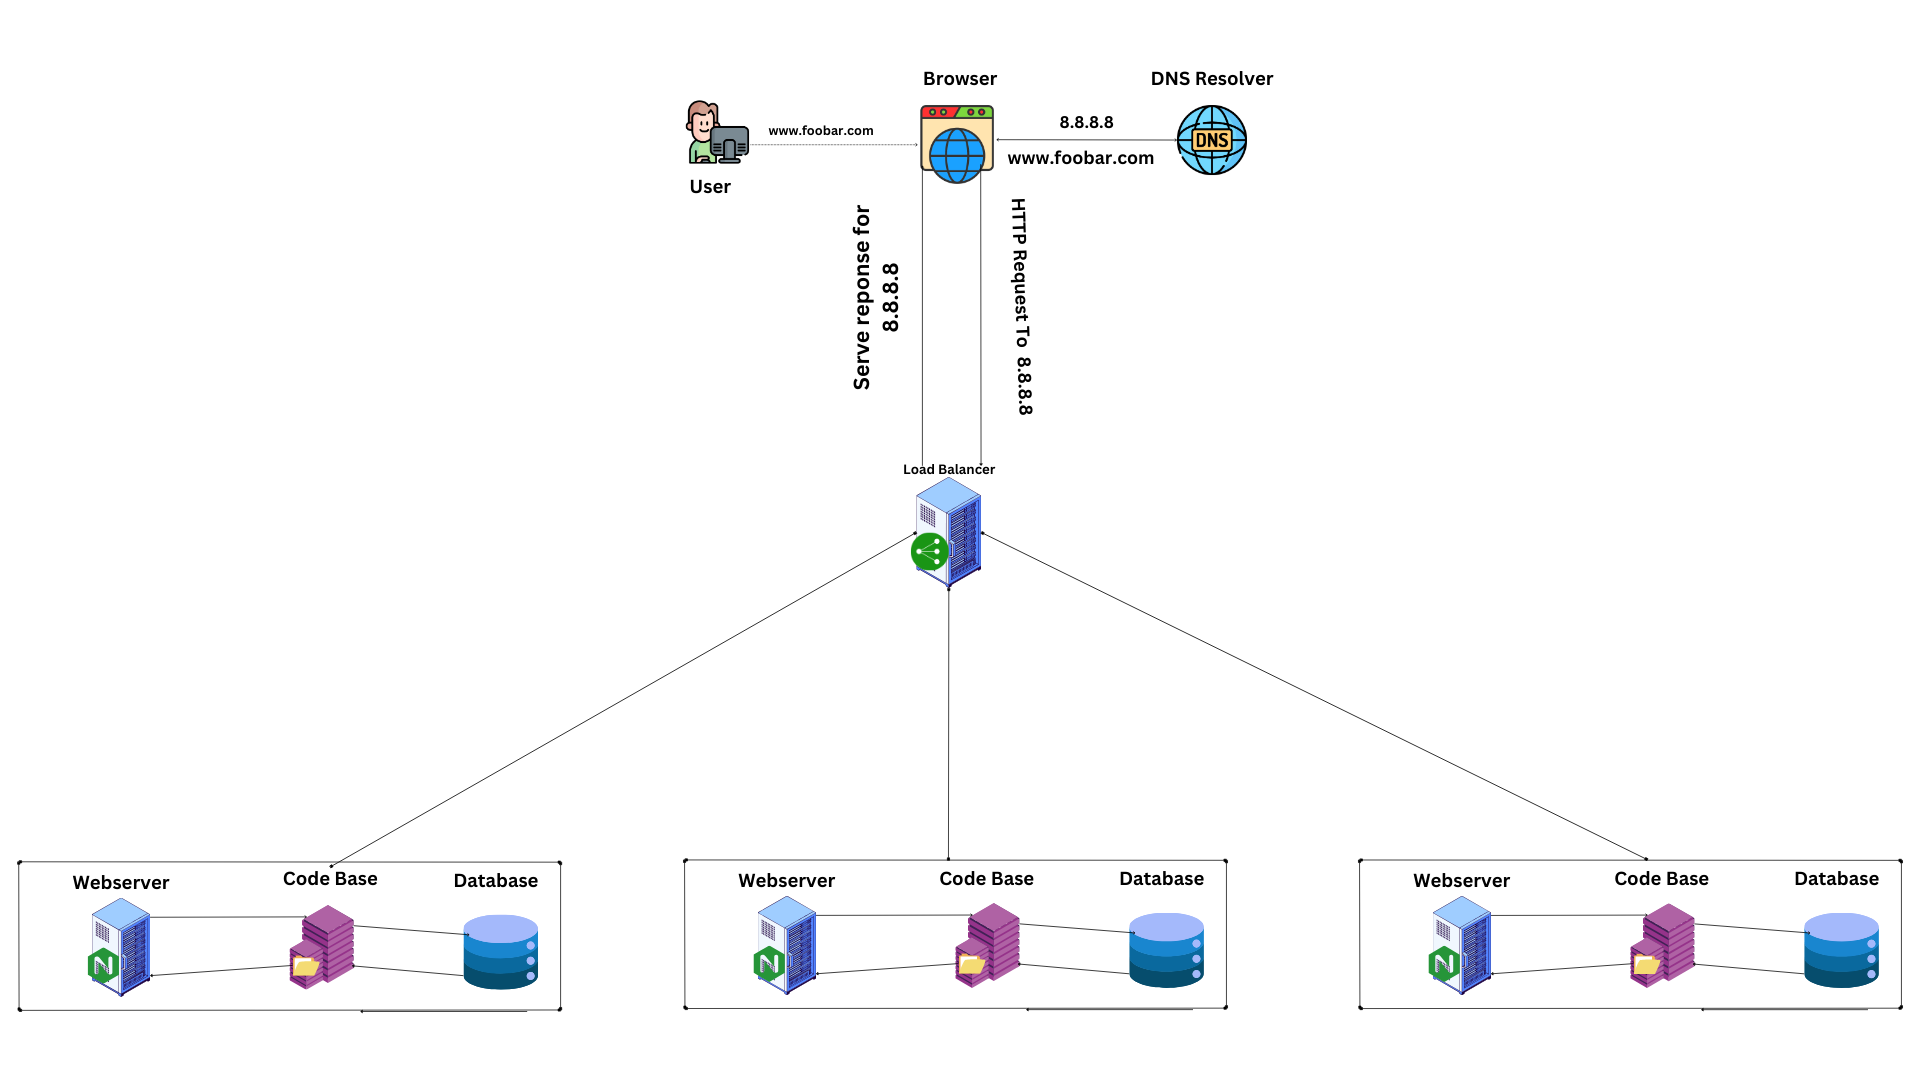 Browser
DNS Resolver
www.foobar.com
8.8.8.8
www.foobar.com
DNS
User
Serve reponse for
8.8.8.8
HTTP Request To 8.8.8.8
Load Balancer
Webserver
Code Base
Database
N
Webserver
Code Base
Database
N
Webserver
Code Base
Database
N